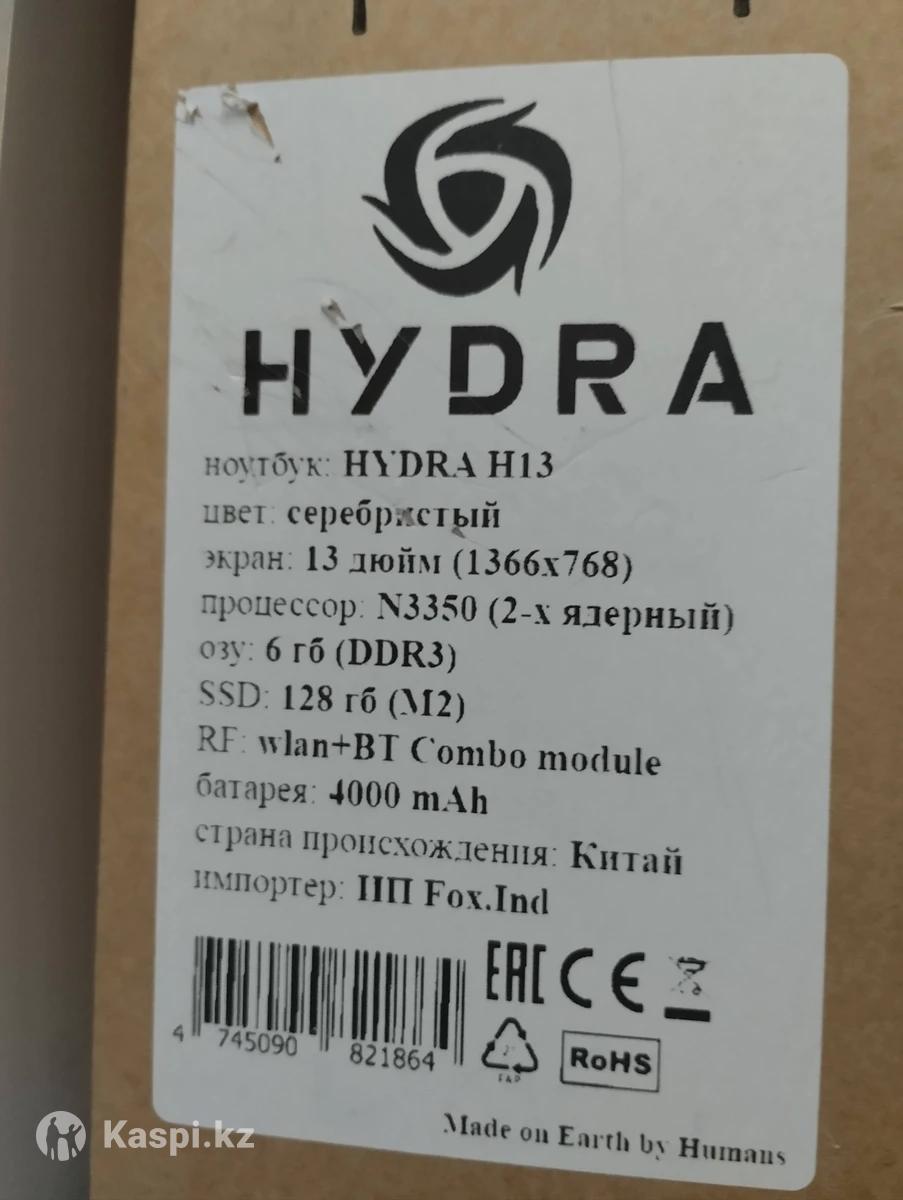 HYDRA
ноутбук: HYDRA H13
цвет: серебристый
экран: 13 дюйм (1366x768)
процессор: N3350 (2-х ядерный)
озу: 6 гб (DDR3)
SSD: 128 гб (M2)
RF: wlan+BT Combo module
батарея: 4000 mAh
страна происхождения: Китай
импортер: ИП Fox.Ind
EAC CE
4 745090 821864
RoHS
Made on Earth by Humans
Kaspi.kz